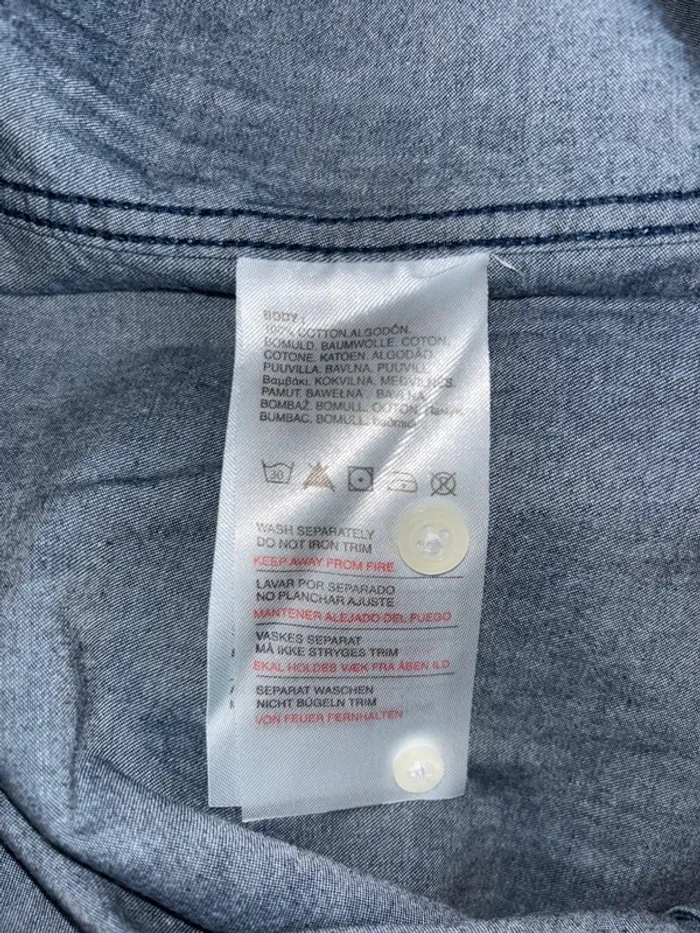 BODY :
100% COTTON.ALGODÓN.
BOMULD. BAUMWOLLE. COTON.
COTONE. KATOEN. ALGODÃO.
PUUVILLA. BAVLNA. PUUVILL.
Βαμβάκι. KOKVILNA. MEDVILNĖS.
PAMUT. BAWEŁNA . BAVLNA.
BOMBAŽ. BOMULL. COTON.
BUMBAC. BOMULL.
30
WASH SEPARATELY
DO NOT IRON TRIM
KEEP AWAY FROM FIRE.
LAVAR POR SEPARADO
NO PLANCHAR AJUSTE
MANTENER ALEJADO DEL FUEGO
VASKES SEPARAT
MÅ IKKE STRYGES TRIM
SKAL HOLDES VÆK FRA ÅBEN ILD
SEPARAT WASCHEN
NICHT BÜGELN TRIM
VON FEUER FERNHALTEN